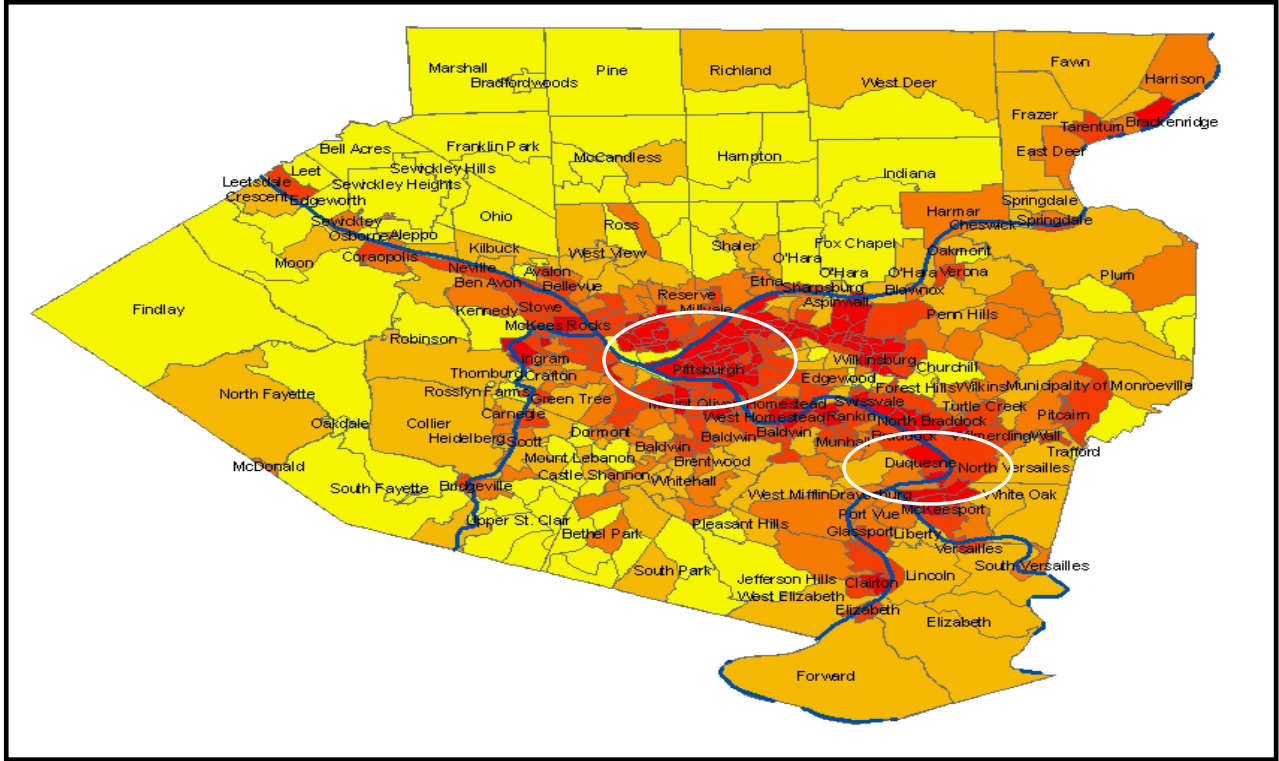 Marshall
Bradfordwoods
Pine
Richland
West Deer
Fawn
Harrison
Frazer
Tarentum
Brackenridge
East Deer
Bell Acres
Franklin Park
McCandless
Hampton
Indiana
Leet
Sewickley Hills
Leetsdale
Sewickley Heights
Crescent
Edgeworth
Springdale
Ohio
Harmar
Springdale
Cheswick
Sewickley
Osborne
Aleppo
Ross
Shaler
Fox Chapel
Kilbuck
West View
O'Hara
Oakmont
Moon
Coraopolis
Neville
Avalon
O'Hara
O'Hara
Verona
Plum
Ben Avon
Bellevue
Etna
Sharpsburg
Blawnox
Findlay
Reserve
Aspinwall
Kennedy
Stowe
Millvale
Penn Hills
McKees Rocks
Robinson
Ingram
Wilkinsburg
Churchill
Thornburg
Crafton
Pittsburgh
Edgewood
Forest Hills
Wilkins
Municipality of Monroeville
North Fayette
Rosslyn Farms
Green Tree
Mount Oliver
Homestead
Swissvale
Turtle Creek
Oakdale
Collier
Carnegie
West Homestead
Rankin
North Braddock
Pitcairn
Heidelberg
Scott
Dormont
Baldwin
Baldwin
Baldwin
Munhall
Braddock
Wilmerding
Wall
Trafford
McDonald
Mount Lebanon
Brentwood
Duquesne
North Versailles
Castle Shannon
Whitehall
South Fayette
Bridgeville
West Mifflin
Dravosburg
White Oak
Port Vue
McKeesport
Upper St. Clair
Bethel Park
Pleasant Hills
Glassport
Liberty
Versailles
South Versailles
South Park
Jefferson Hills
Clairton
Lincoln
West Elizabeth
Elizabeth
Elizabeth
Forward